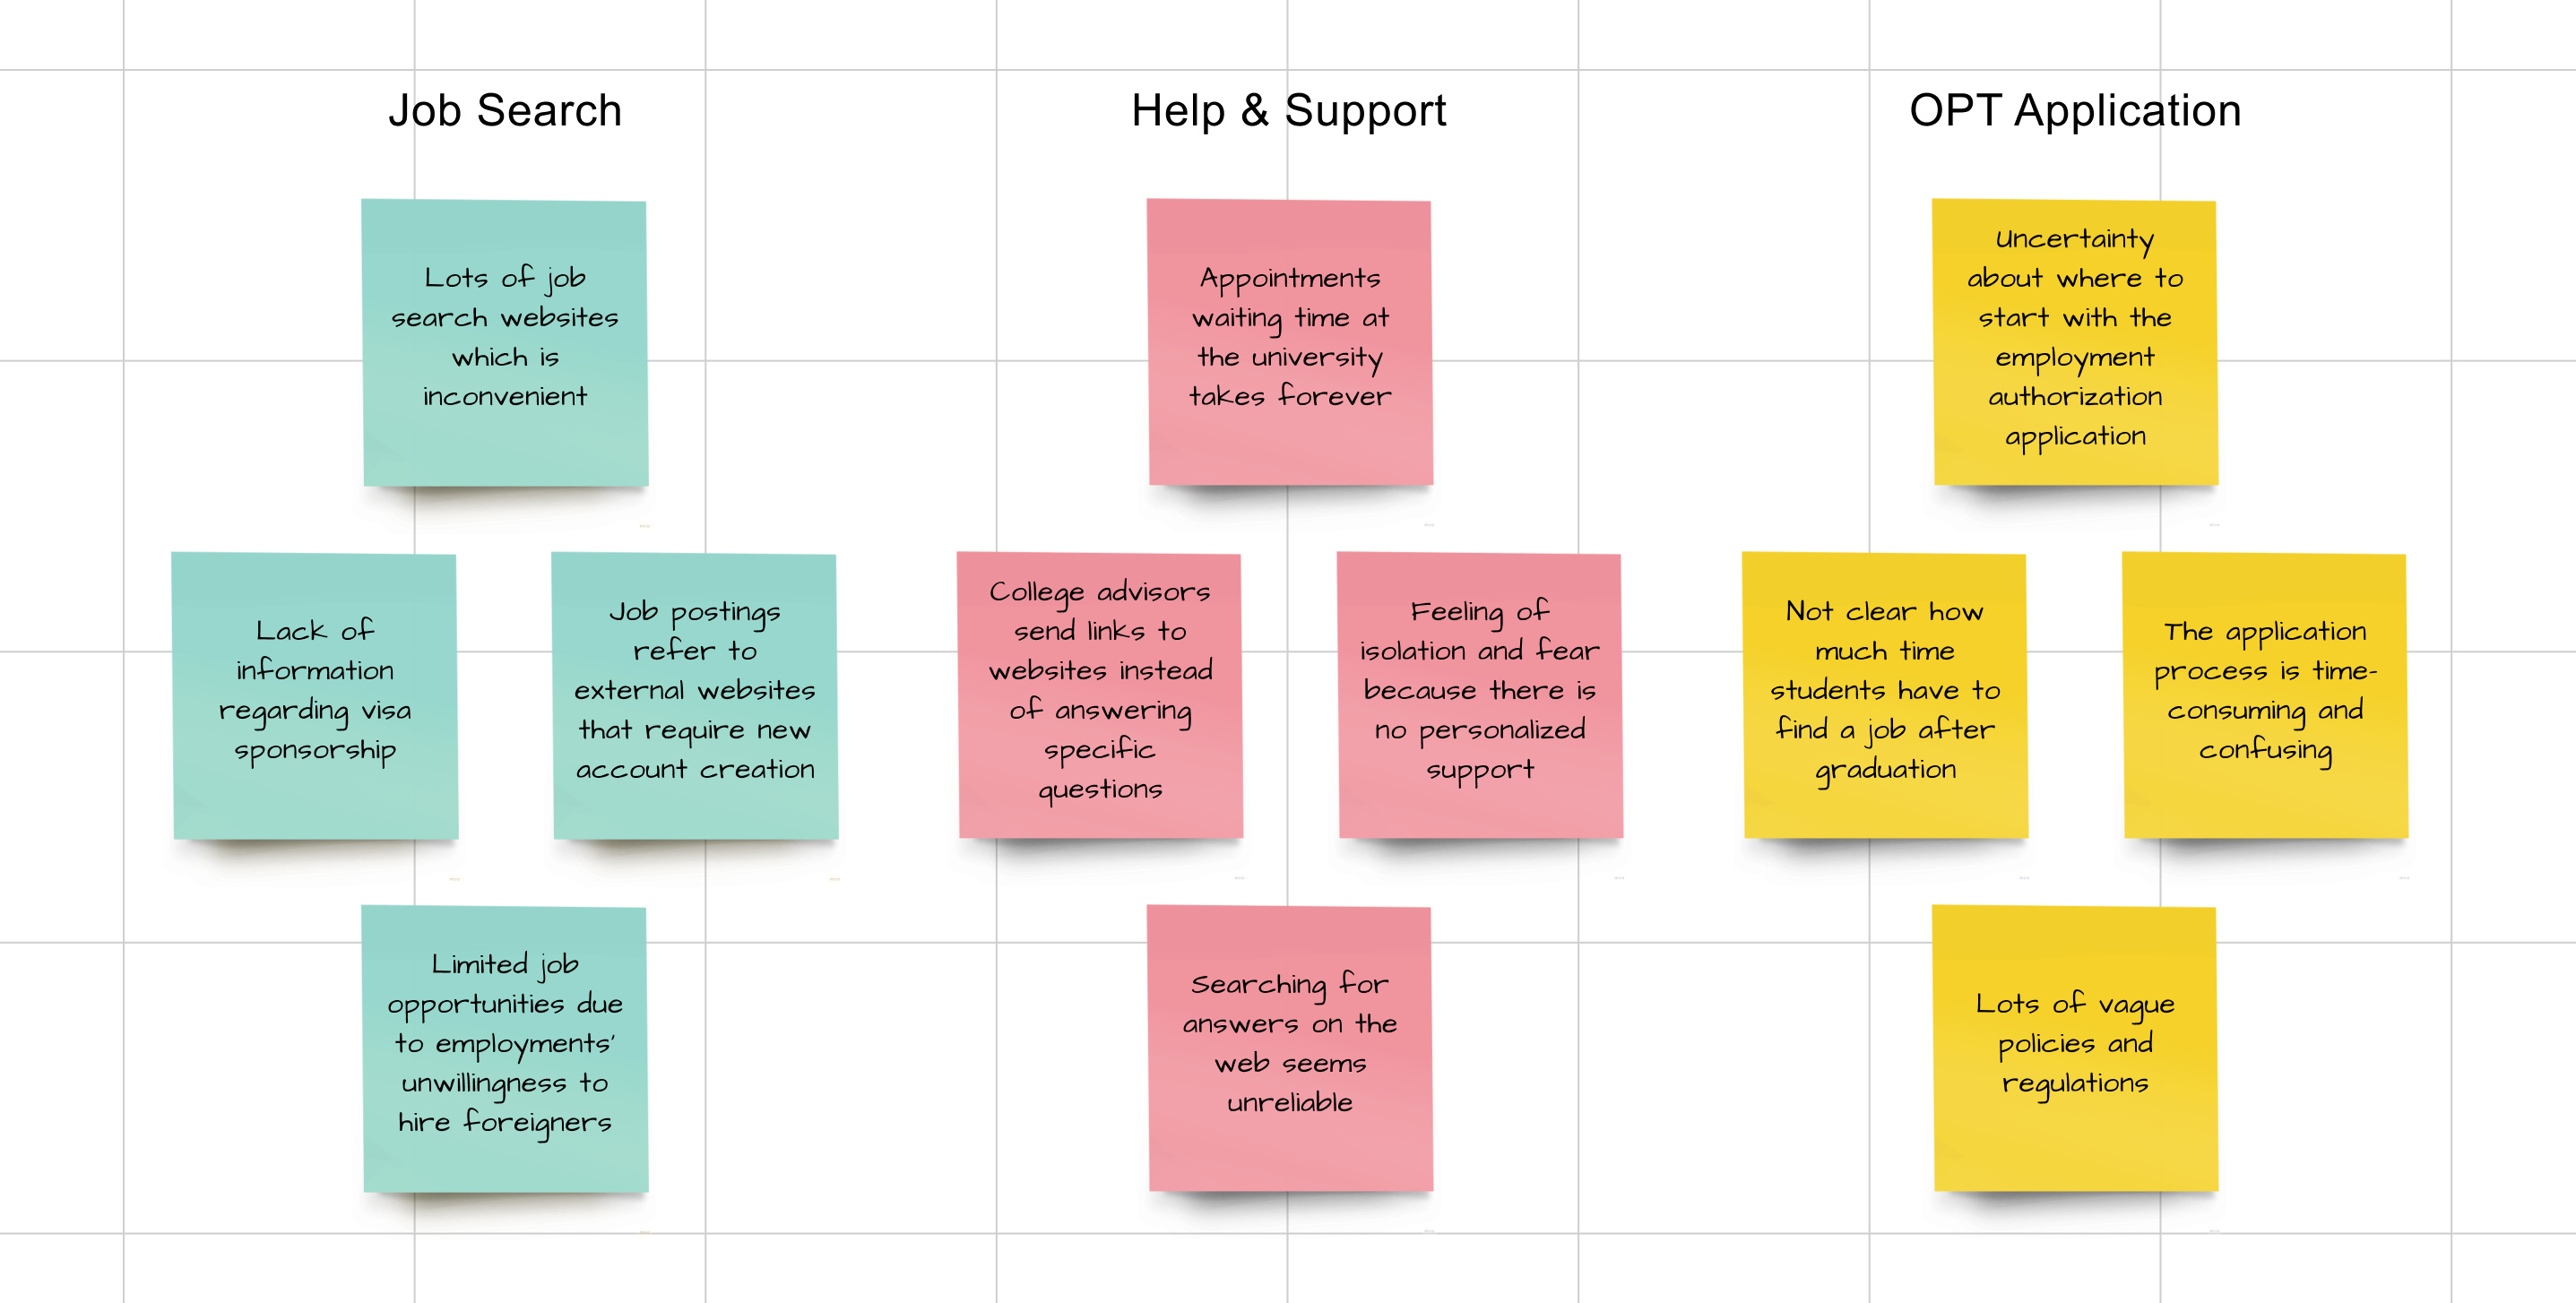 Job Search
Lots of job
search websites
which is
inconvenient
Lack of
information
regarding visa
sponsorship
Job postings
refer to
external websites
that require new
account creation
Limited job
opportunities due
to employments'
unwillingness to
hire foreigners
Help & Support
Appointments
waiting time at
the university
takes forever
College advisors
send links to
websites instead
of answering
specific
questions
Feeling of
isolation and fear
because there is
no personalized
support
Searching for
answers on the
web seems
unreliable
OPT Application
Uncertainty
about where to
start with the
employment
authorization
application
Not clear how
much time
students have to
find a job after
graduation
The application
process is time-
consuming and
confusing
Lots of vague
policies and
regulations